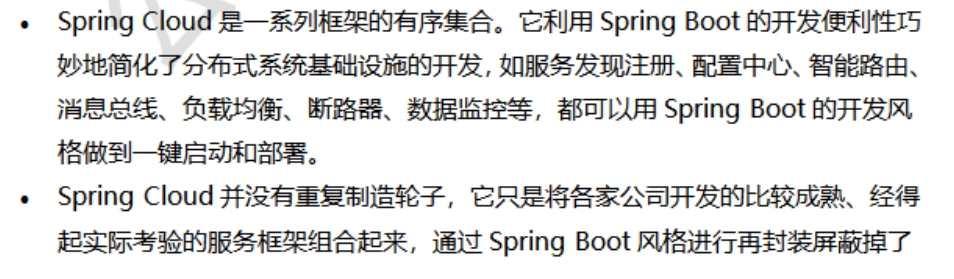 • Spring Cloud 是一系列框架的有序集合。它利用 Spring Boot 的开发便利性巧
妙地简化了分布式系统基础设施的开发，如服务发现注册、配置中心、智能路由、
消息总线、负载均衡、断路器、数据监控等，都可以用 Spring Boot 的开发风
格做到一键启动和部署。
• Spring Cloud 并没有重复制造轮子，它只是将各家公司开发的比较成熟、经得
起实际考验的服务框架组合起来，通过 Spring Boot 风格进行再封装屏蔽掉了